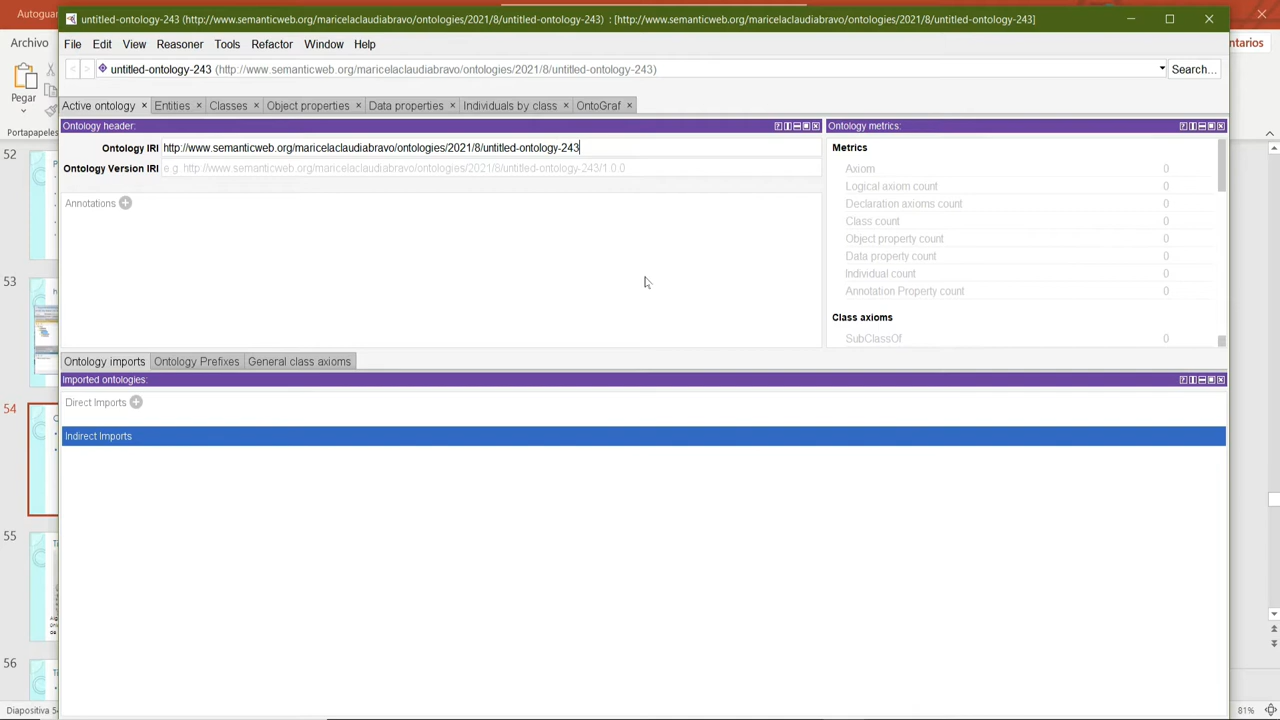 Autoguar
untitled-ontology-243 (http://www.semanticweb.org/maricelaclaudiabravo/ontologies/2021/8/untitled-ontology-243) : [http://www.semanticweb.org/maricelaclaudiabravo/ontologies/2021/8/untitled-ontology-243]
Archivo
File Edit View Reasoner Tools Refactor Window Help
ntarios
untitled-ontology-243 (http://www.semanticweb.org/maricelaclaudiabravo/ontologies/2021/8/untitled-ontology-243)
Search...
Pegar
Active ontology × Entities × Classes × Object properties × Data properties × Individuals by class × OntoGraf ×
Portapapeles
Ontology header:
Ontology IRI http://www.semanticweb.org/maricelaclaudiabravo/ontologies/2021/8/untitled-ontology-243
Ontology Version IRI e.g http://www.semanticweb.org/maricelaclaudiabravo/ontologies/2021/8/untitled-ontology-243/1.0.0
Annotations
Ontology metrics:
Metrics
Axiom 0
Logical axiom count 0
Declaration axioms count 0
Class count 0
Object property count 0
Data property count 0
Individual count 0
Annotation Property count 0
Class axioms
SubClassOf 0
Ontology imports Ontology Prefixes General class axioms
Imported ontologies:
Direct Imports
Indirect Imports
52
53
54
55
56
Diapositiva 54
81%